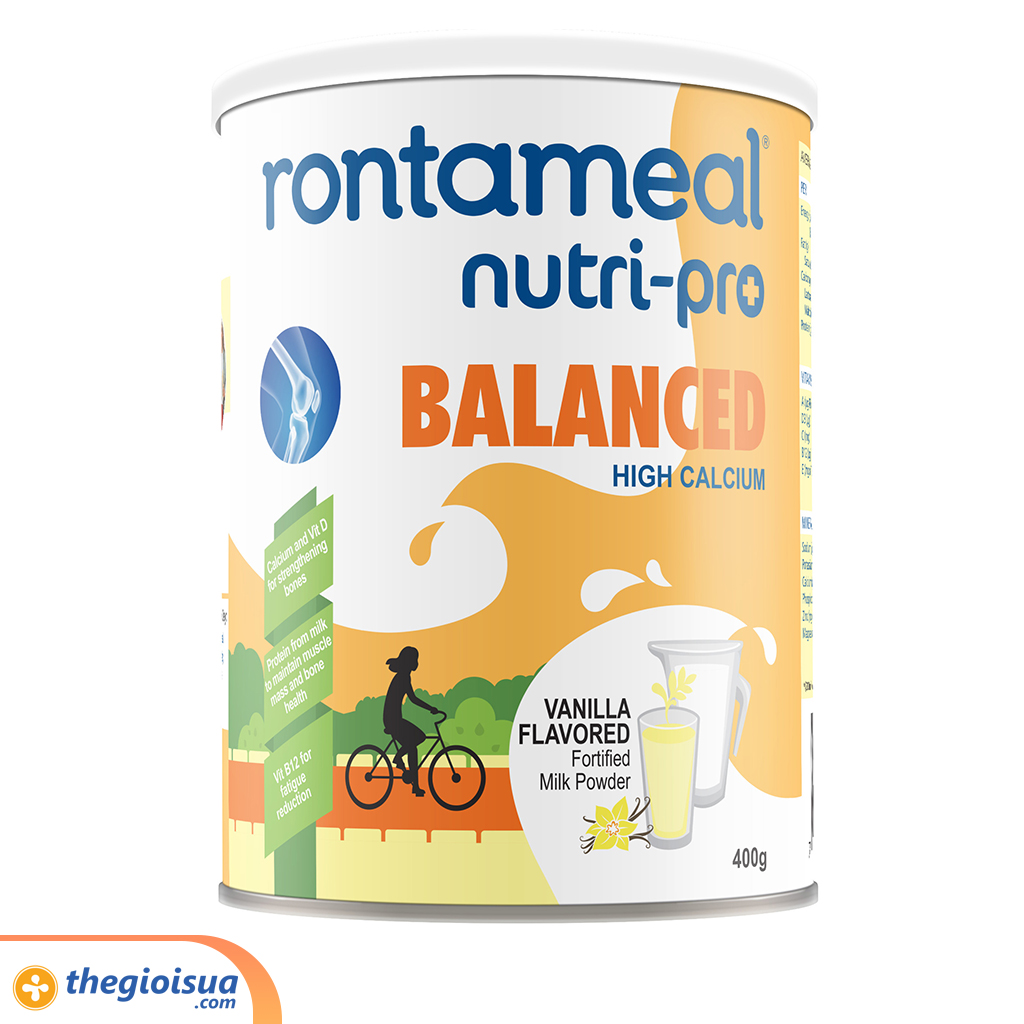 rontameal®
nutri-pro
BALANCED
HIGH CALCIUM
Calcium and Vit D
for strengthening
bones
Protein from milk
to maintain muscle
mass and bone
health
Vit B12 for
fatigue
reduction
VANILLA
FLAVORED
Fortified
Milk Powder
400g
thegioisua
.com